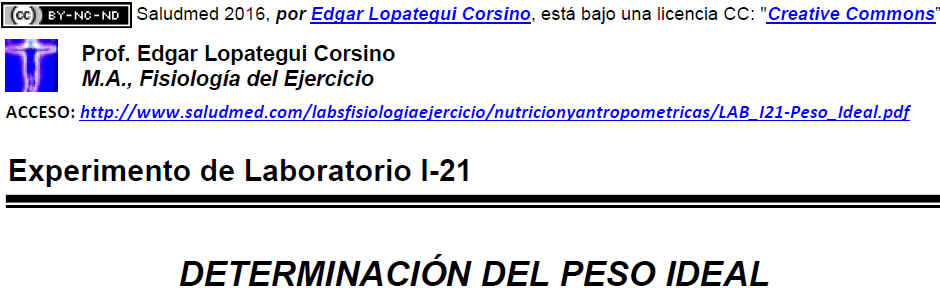 (cc) BY-NC-ND Saludmed 2016, por Edgar Lopategui Corsino, está bajo una licencia CC: "Creative Commons"
Prof. Edgar Lopategui Corsino
M.A., Fisiología del Ejercicio
ACCESO: http://www.saludmed.com/labsfisiologiaejercicio/nutricionyantropometricas/LAB_I21-Peso_Ideal.pdf
Experimento de Laboratorio I-21
DETERMINACIÓN DEL PESO IDEAL